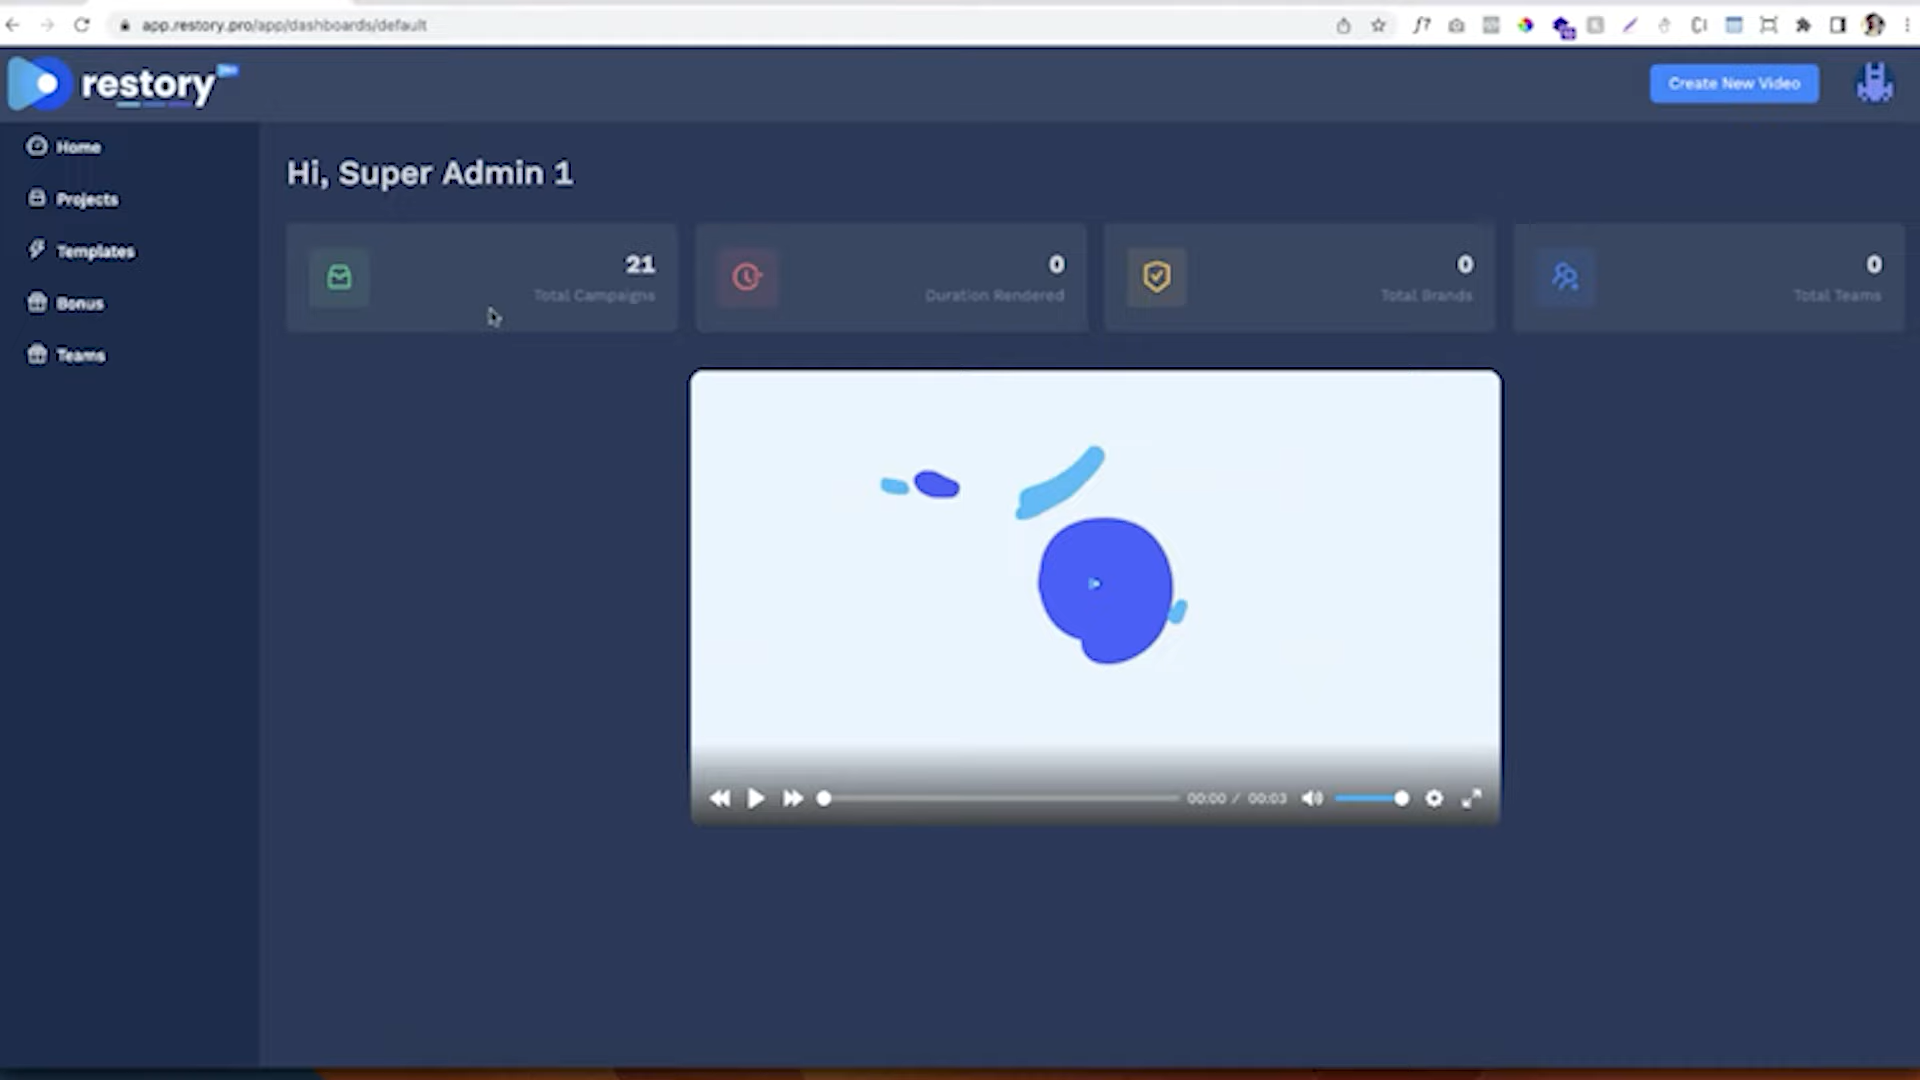 app.restory.pro/app/dashboards/default
restory
Create New Video
Home
Projects
Templates
Bonus
Teams
Hi, Super Admin 1
21
Total Campaigns
0
Duration Rendered
0
Total Brands
0
Total Teams
00:00 / 00:03